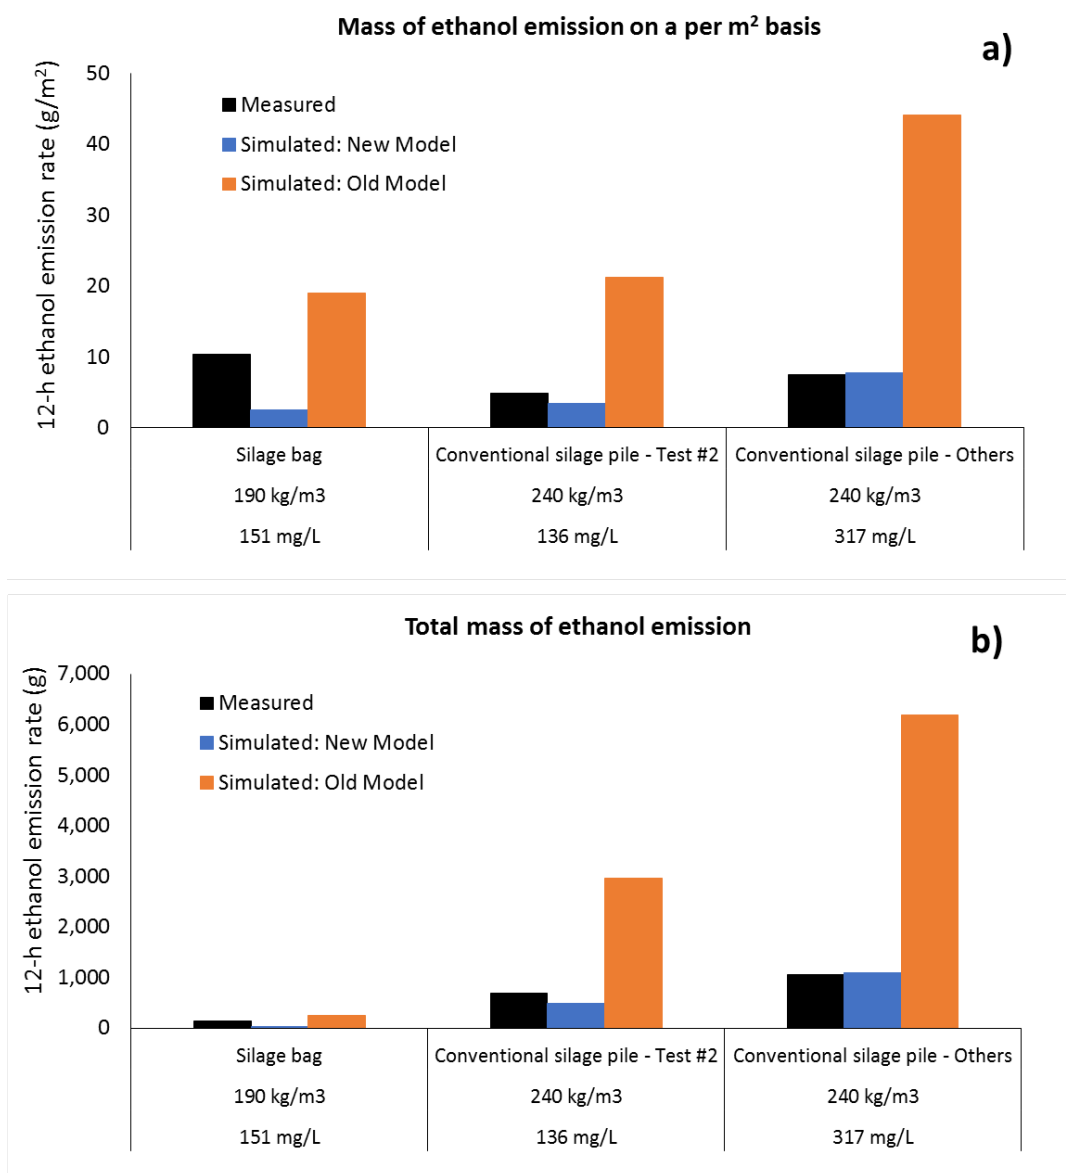 Mass of ethanol emission on a per m² basis
a)
12-h ethanol emission rate (g/m²)
50
40
30
20
10
0
Measured
Simulated: New Model
Simulated: Old Model
Silage bag
Conventional silage pile - Test #2
Conventional silage pile - Others
190 kg/m3
240 kg/m3
240 kg/m3
151 mg/L
136 mg/L
317 mg/L
Total mass of ethanol emission
b)
12-h ethanol emission rate (g)
7,000
6,000
5,000
4,000
3,000
2,000
1,000
0
Measured
Simulated: New Model
Simulated: Old Model
Silage bag
Conventional silage pile - Test #2
Conventional silage pile - Others
190 kg/m3
240 kg/m3
240 kg/m3
151 mg/L
136 mg/L
317 mg/L